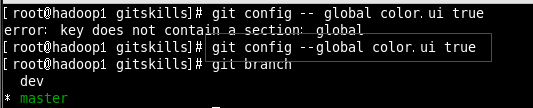 [root@hadoop1 gitskills]# git config -- global color.ui true
error: key does not contain a section: global
[root@hadoop1 gitskills]# git config --global color.ui true
[root@hadoop1 gitskills]# git branch
  dev
* master